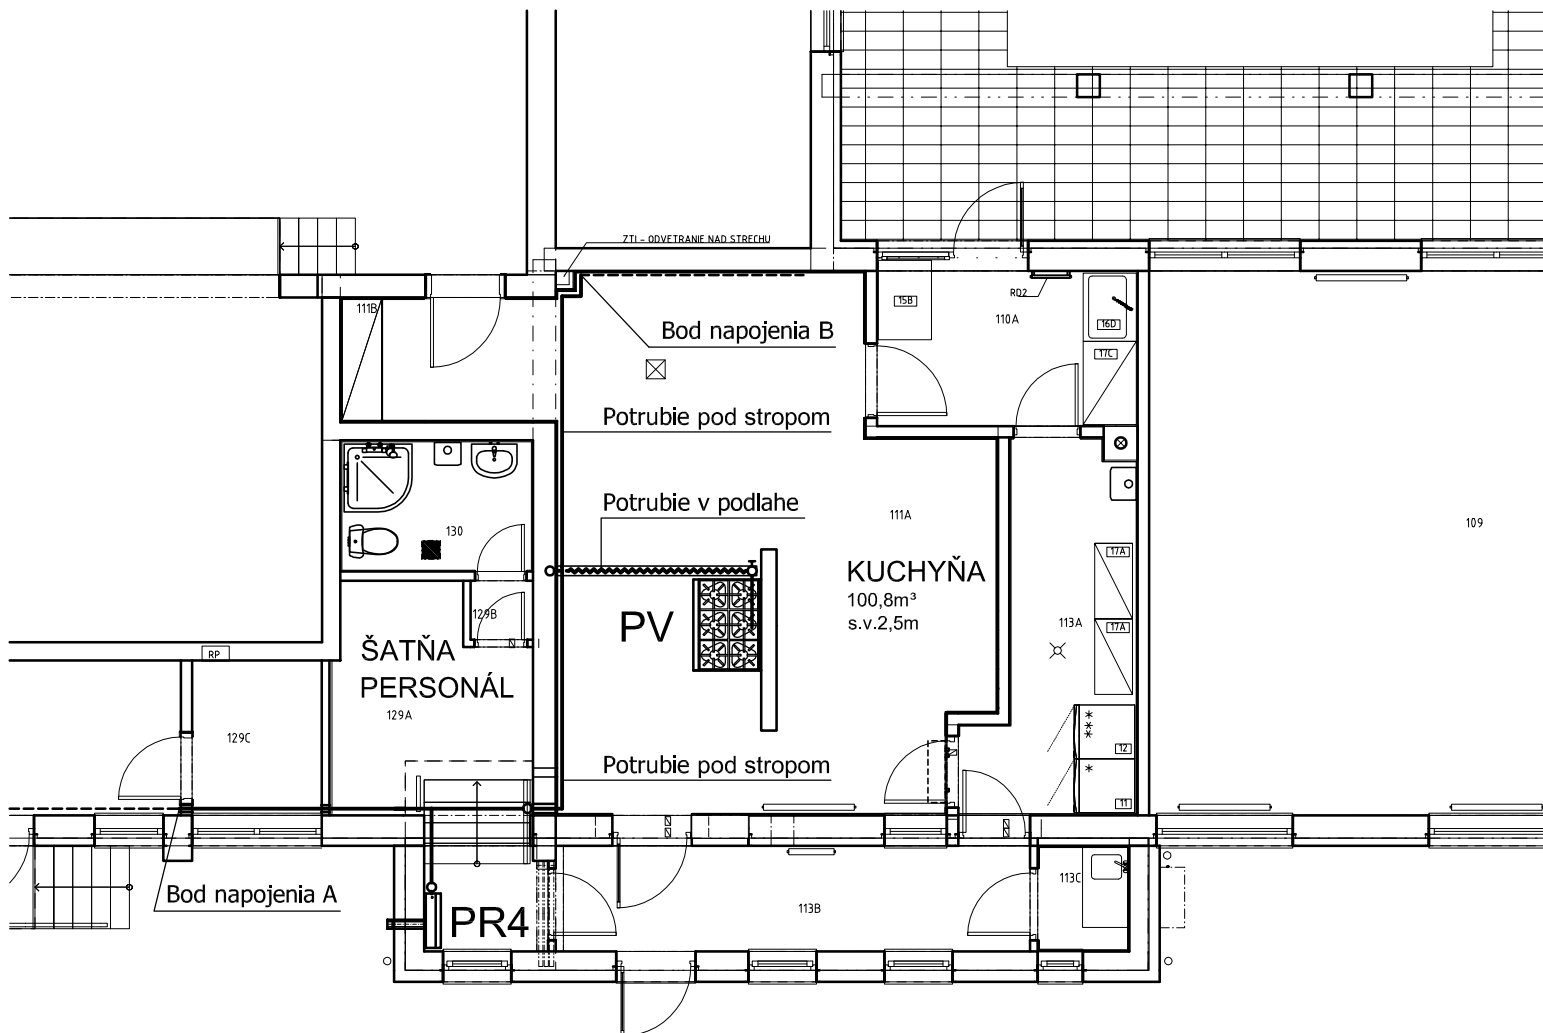 ZTI - ODVETRANIE NAD STRECHU
111B
15B
RD2
110A
16D
17C
Bod napojenia B
Potrubie pod stropom
Potrubie v podlahe
111A
109
130
17A
KUCHYŇA
100,8m³
s.v.2,5m
PV
129B
113A
17A
RP
ŠATŇA
PERSONÁL
129A
129C
12
Potrubie pod stropom
11
Bod napojenia A
PR4
113B
113C